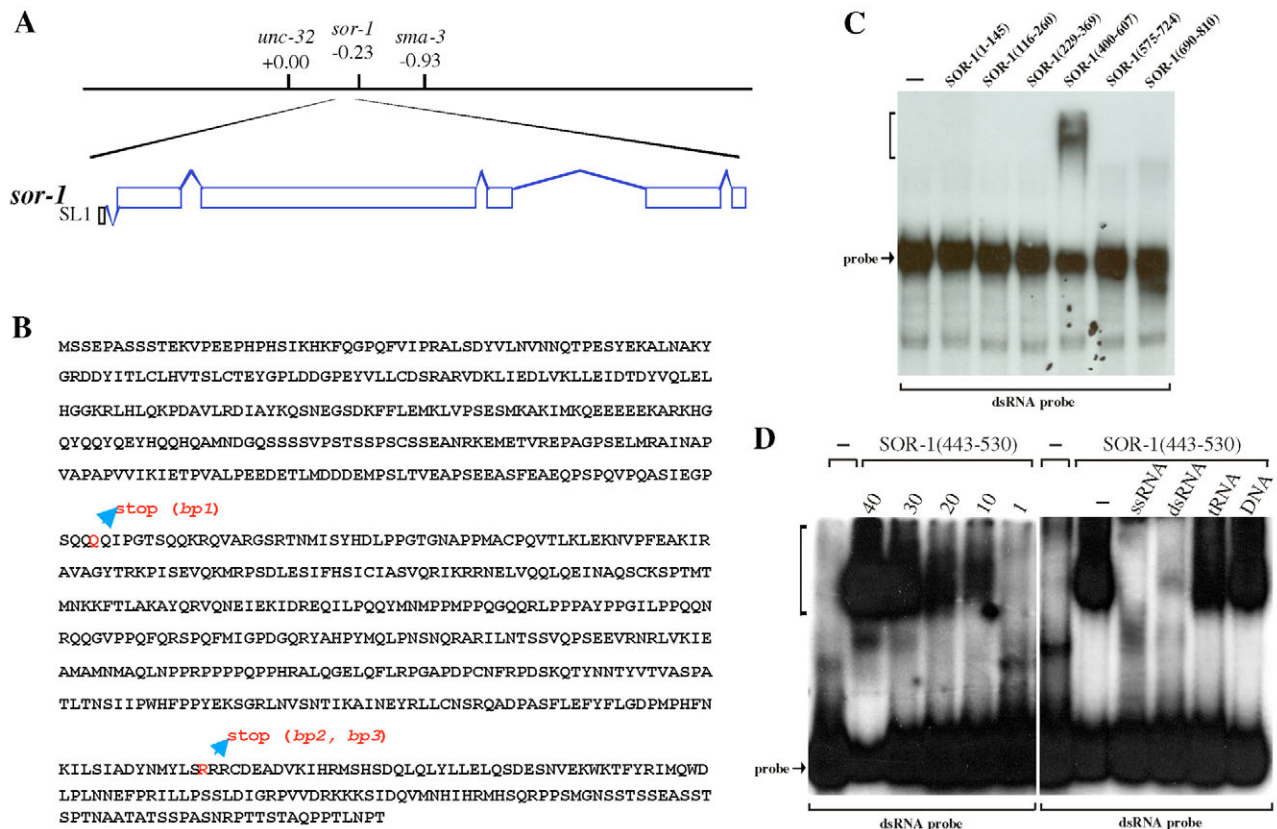 A
unc-32 sor-1 sma-3
+0.00 -0.23 -0.93
sor-1
SL1
B
MSSEPASSSTEKVPEEPHPHSIKHKFQGPQFVIPRALSDYVLNVNNQTPESYEKALNAKY
GRDDYITLCLHVTSLCTEYGPLDDGPEYVLLCDSRARVDKLIEDLVKLLEIDTDYVQLEL
HGGKRLHLQKPDAVLRDIAYKQSNEGSDKFFLEMKLVPSESMKAKIMKQEEEEEKARKHG
QYQQYQEYHQQHQAMNDGQSSSSVPSTSSPSCSSEANRKEMETVREPAGPSELMRAINAP
VAPAPVVIKIETPVALPEEDETLMDDDEMPSLTVEAPSEEASFEAEQPSPQVPQASIEGP
stop (bp1)
SQQQQIPGTSQQKRQVARGSRTNMISYHDLPPGTGNAPPMACPQVTLKLEKNVPFEAKIR
AVAGYTRKPISEVQKMRPSDLESIFHSICIASVQRIKRRNELVQQLQEINAQSCKSPTMT
MNKKFTLAKAYQRVQNEIEKIDREQILPQQYMNMPPMPPQGQQRLPPPAYPPGILPPQQN
RQQGVPPQFQRSPQFMIGPDGQRYAHPYMQLPNSNQRARILNTSSVQPSEEVRNRLVKIE
AMAMNMAQLNPPRPPPPPQPPHRALQGELQFLRPGAPDPCNFRPDSKQTYNNTYVTVASPA
TLTNSIIPWHFPPYEKSGRLNVSNTIKAINEYRLLCNSRQADPASFLEFYFLGDPMPHFN
stop (bp2, bp3)
KILSIADYNMYLSRRRCDEADVKIHRMSHSDQLQLYLLELQSDESNVEKWKTFYRIMQWD
LPLNNEFPRILLPSSLDIGRPVVDRKKKSIDQVMNHIHRMHSQRPPSMGNSSTSSEASST
SPTNAATATSSPASNRPTTSTAQPPTLNPT
C
— SOR-1(1-145) SOR-1(116-260) SOR-1(229-369) SOR-1(400-607) SOR-1(575-724) SOR-1(690-810)
probe
dsRNA probe
D
— SOR-1(443-530) — SOR-1(443-530)
40 30 20 10 1 — ssRNA dsRNA tRNA DNA
probe
dsRNA probe dsRNA probe